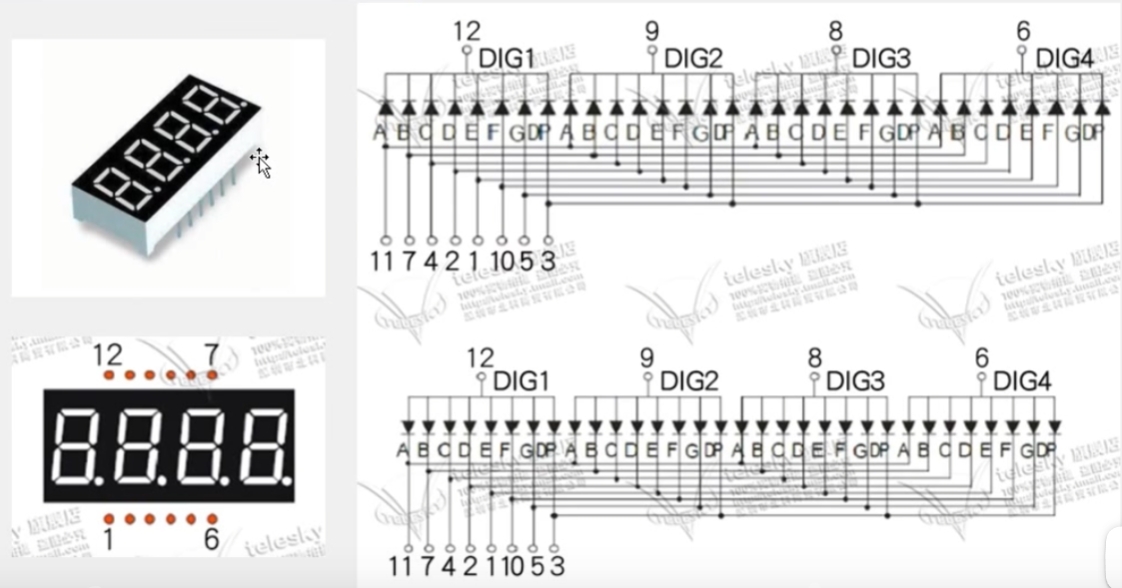 12 9 8 6
DIG1 DIG2 DIG3 DIG4
A B C D E F G DP A B C D E F G DP A B C D E F G DP A B C D E F G DP
11 7 4 2 1 10 5 3
telesky telesky telesky
12 7
1 6
telesky
12 9 8 6
DIG1 DIG2 DIG3 DIG4
A B C D E F G DP A B C D E F G DP A B C D E F G DP A B C D E F G DP
11 7 4 2 1 10 5 3